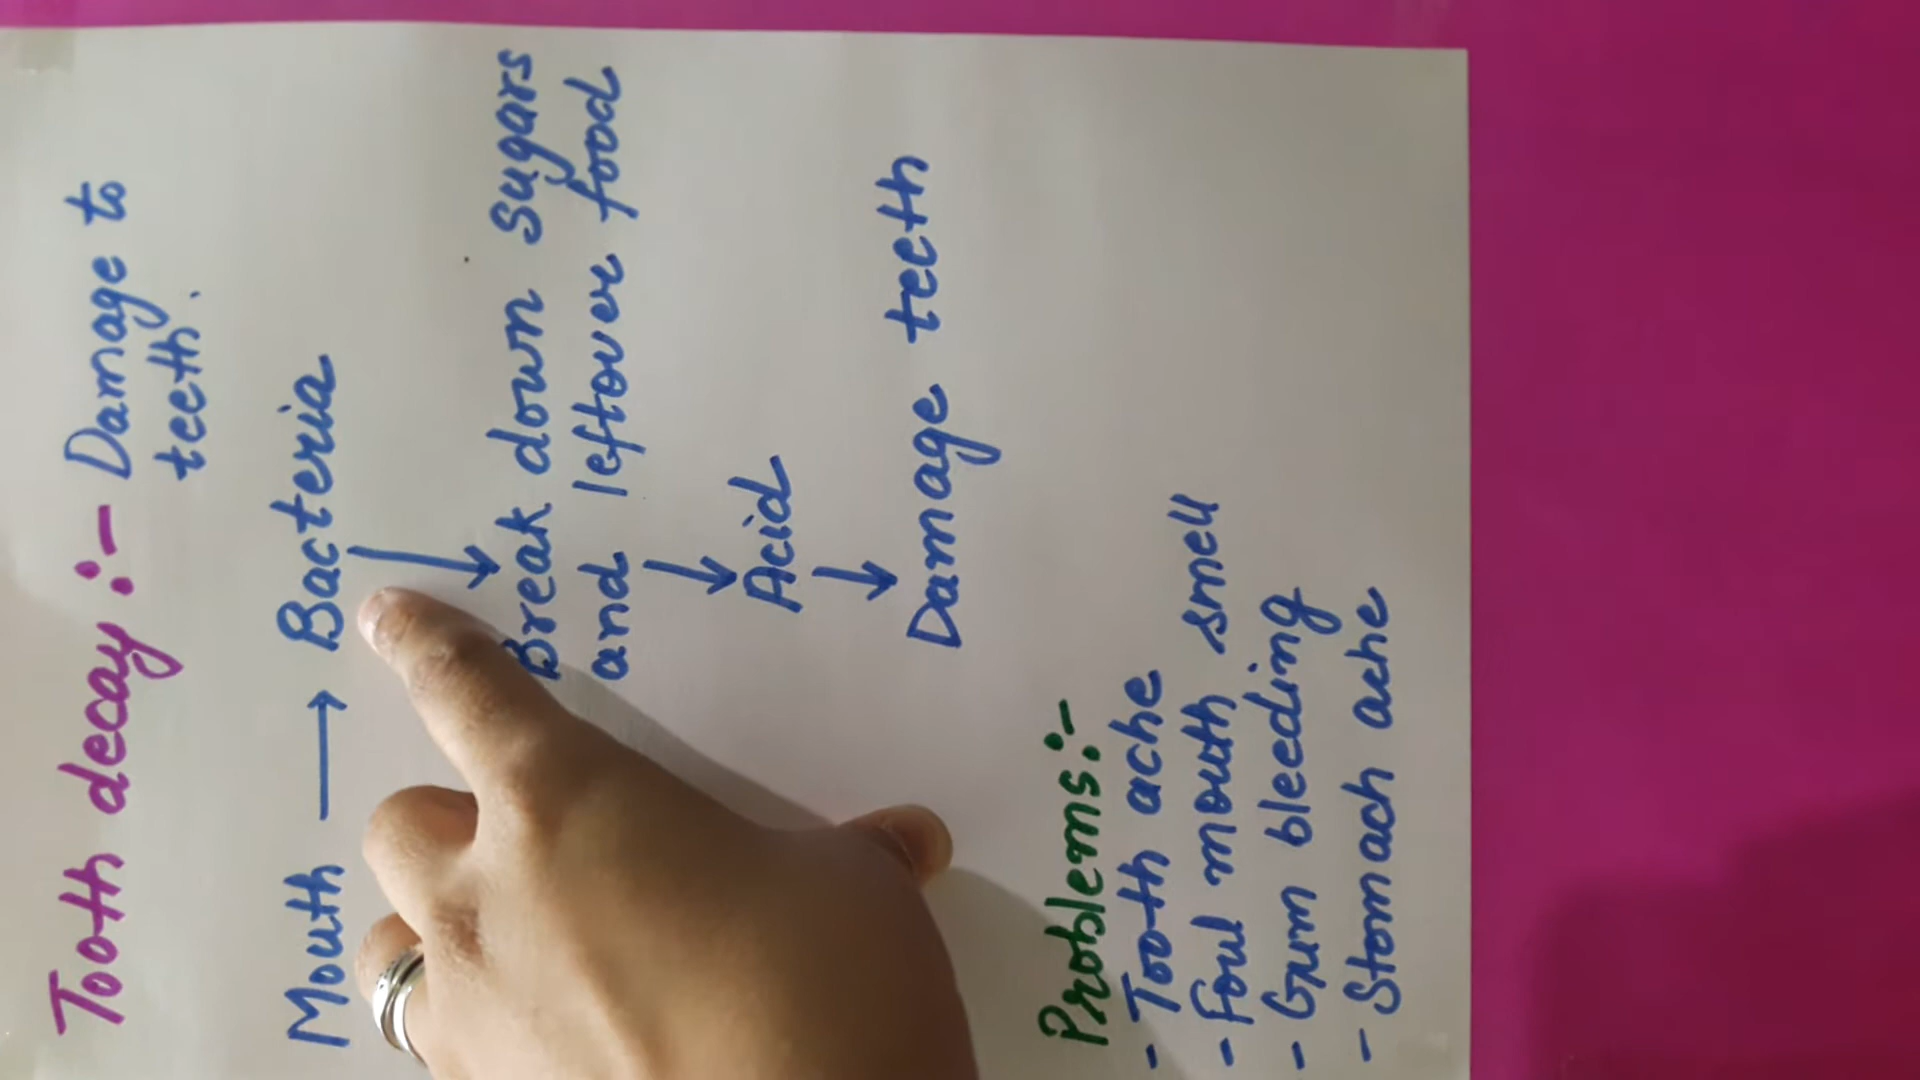 Tooth decay :- Damage to
teeth.
Mouth → Bacteria
↓
Break down sugars
and leftover food
↓
Acid
↓
Damage teeth
Problems:-
- Tooth ache
- Foul mouth smell
- Gum bleeding
- Stomach ache